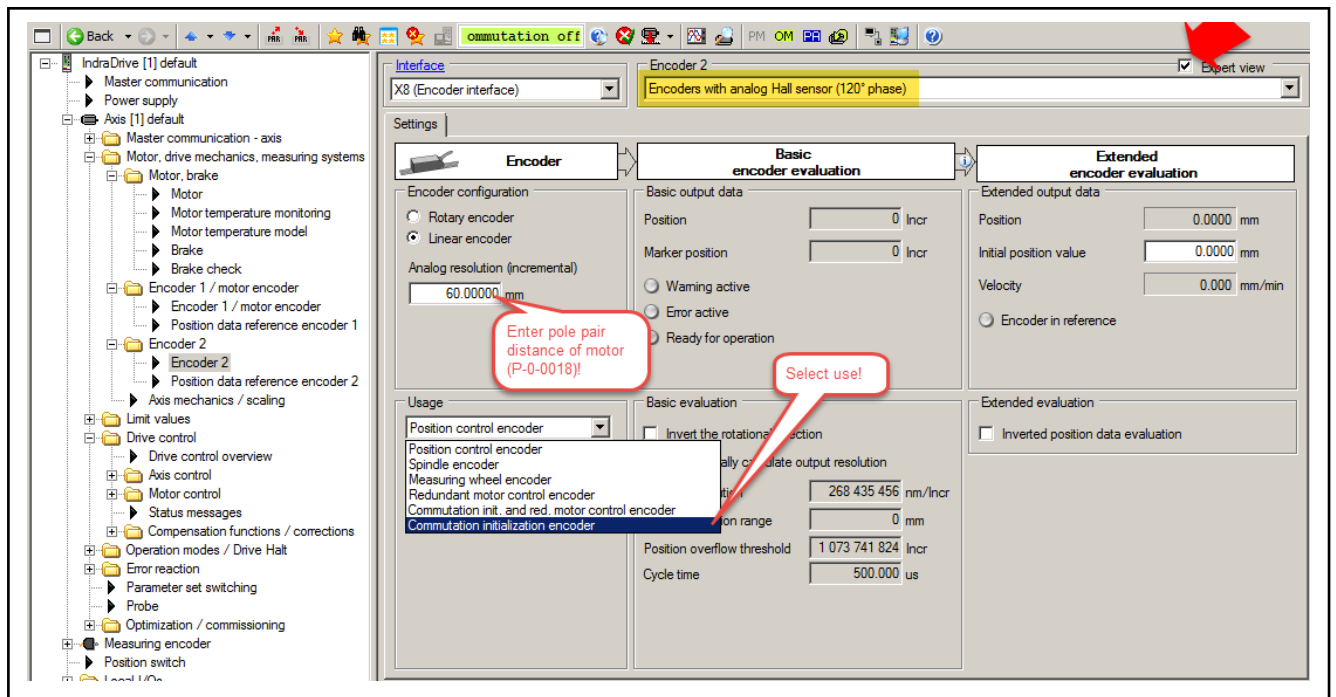 Back
PAR
PAR
ommutation off
PM OM
IndraDrive [1] default
Master communication
Power supply
Axis [1] default
Master communication - axis
Motor, drive mechanics, measuring systems
Motor, brake
Motor
Motor temperature monitoring
Motor temperature model
Brake
Brake check
Encoder 1 / motor encoder
Encoder 1 / motor encoder
Position data reference encoder 1
Encoder 2
Encoder 2
Position data reference encoder 2
Axis mechanics / scaling
Limit values
Drive control
Drive control overview
Axis control
Motor control
Status messages
Compensation functions / corrections
Operation modes / Drive Halt
Error reaction
Parameter set switching
Probe
Optimization / commissioning
Measuring encoder
Position switch
Local I/Os
Interface
X8 (Encoder interface)
Encoder 2
Expert view
Encoders with analog Hall sensor (120° phase)
Settings
Encoder
Basic
encoder evaluation
Extended
encoder evaluation
Encoder configuration
Rotary encoder
Linear encoder
Analog resolution (incremental)
60.00000 mm
Enter pole pair
distance of motor
(P-0-0018)!
Basic output data
Position 0 Incr
Marker position 0 Incr
Warning active
Error active
Ready for operation
Select use!
Extended output data
Position 0.0000 mm
Initial position value 0.0000 mm
Velocity 0.000 mm/min
Encoder in reference
Usage
Position control encoder
Position control encoder
Spindle encoder
Measuring wheel encoder
Redundant motor control encoder
Commutation init. and red. motor control encoder
Commutation initialization encoder
Basic evaluation
Invert the rotational
ction
ally c
ulate output resolution
268 435 456 nm/Incr
on range 0 mm
Position overflow threshold 1 073 741 824 Incr
Cycle time 500.000 us
Extended evaluation
Inverted position data evaluation